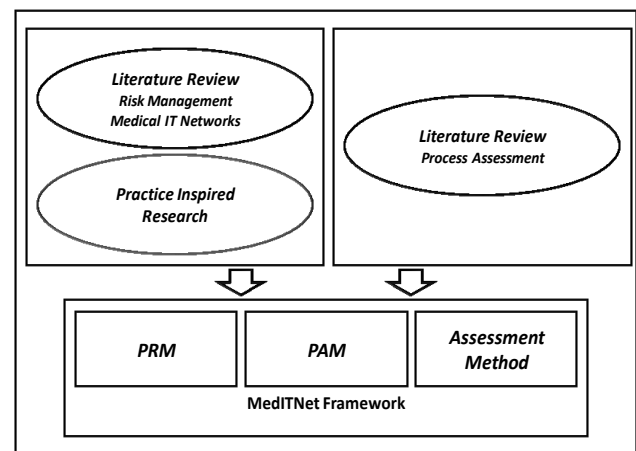 Literature Review
Risk Management
Medical IT Networks
Practice Inspired
Research
Literature Review
Process Assessment
PRM
PAM
Assessment
Method
MedITNet Framework